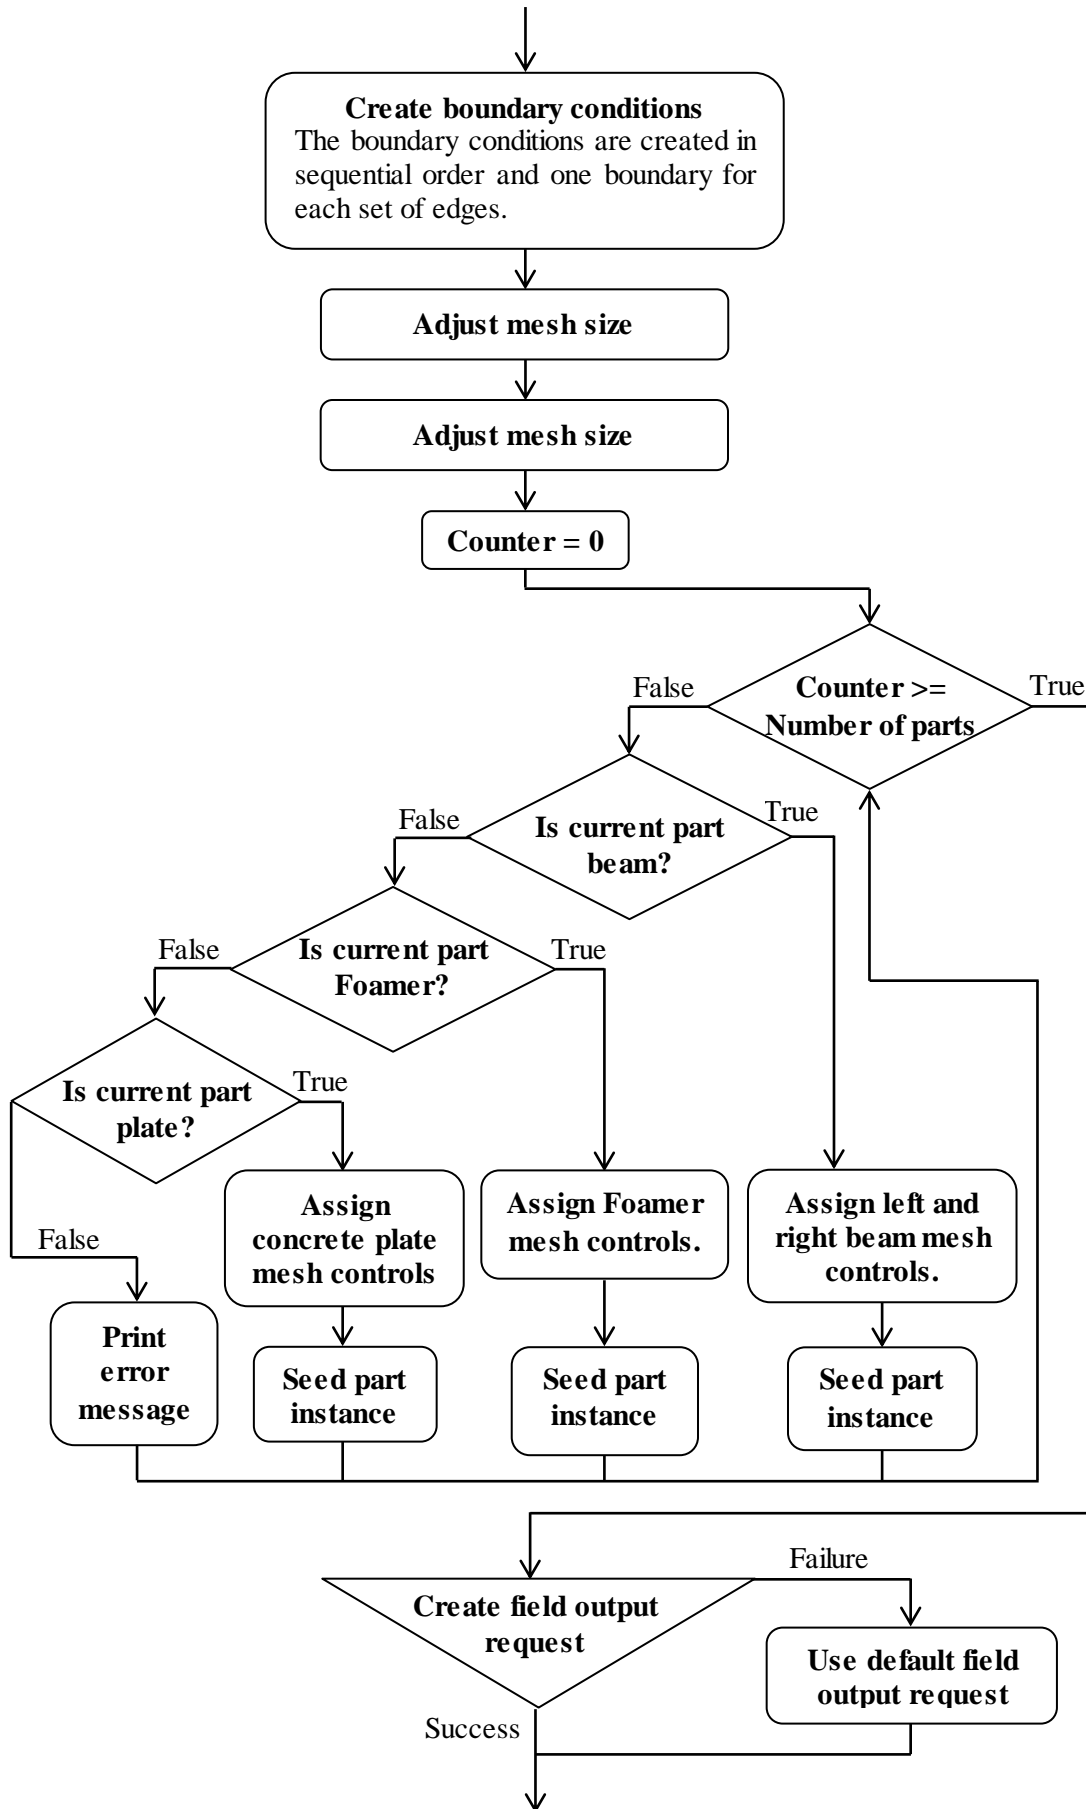 Create boundary conditions
The boundary conditions are created in
sequential order and one boundary for
each set of edges.
Adjust mesh size
Adjust mesh size
Counter = 0
Counter >=
Number of parts
False
True
Is current part
beam?
False
True
Is current part
Foamer?
False
True
Is current part
plate?
True
False
Assign
concrete plate
mesh controls
Assign Foamer
mesh controls.
Assign left and
right beam mesh
controls.
Print
error
message
Seed part
instance
Seed part
instance
Seed part
instance
Create field output
request
Failure
Use default field
output request
Success